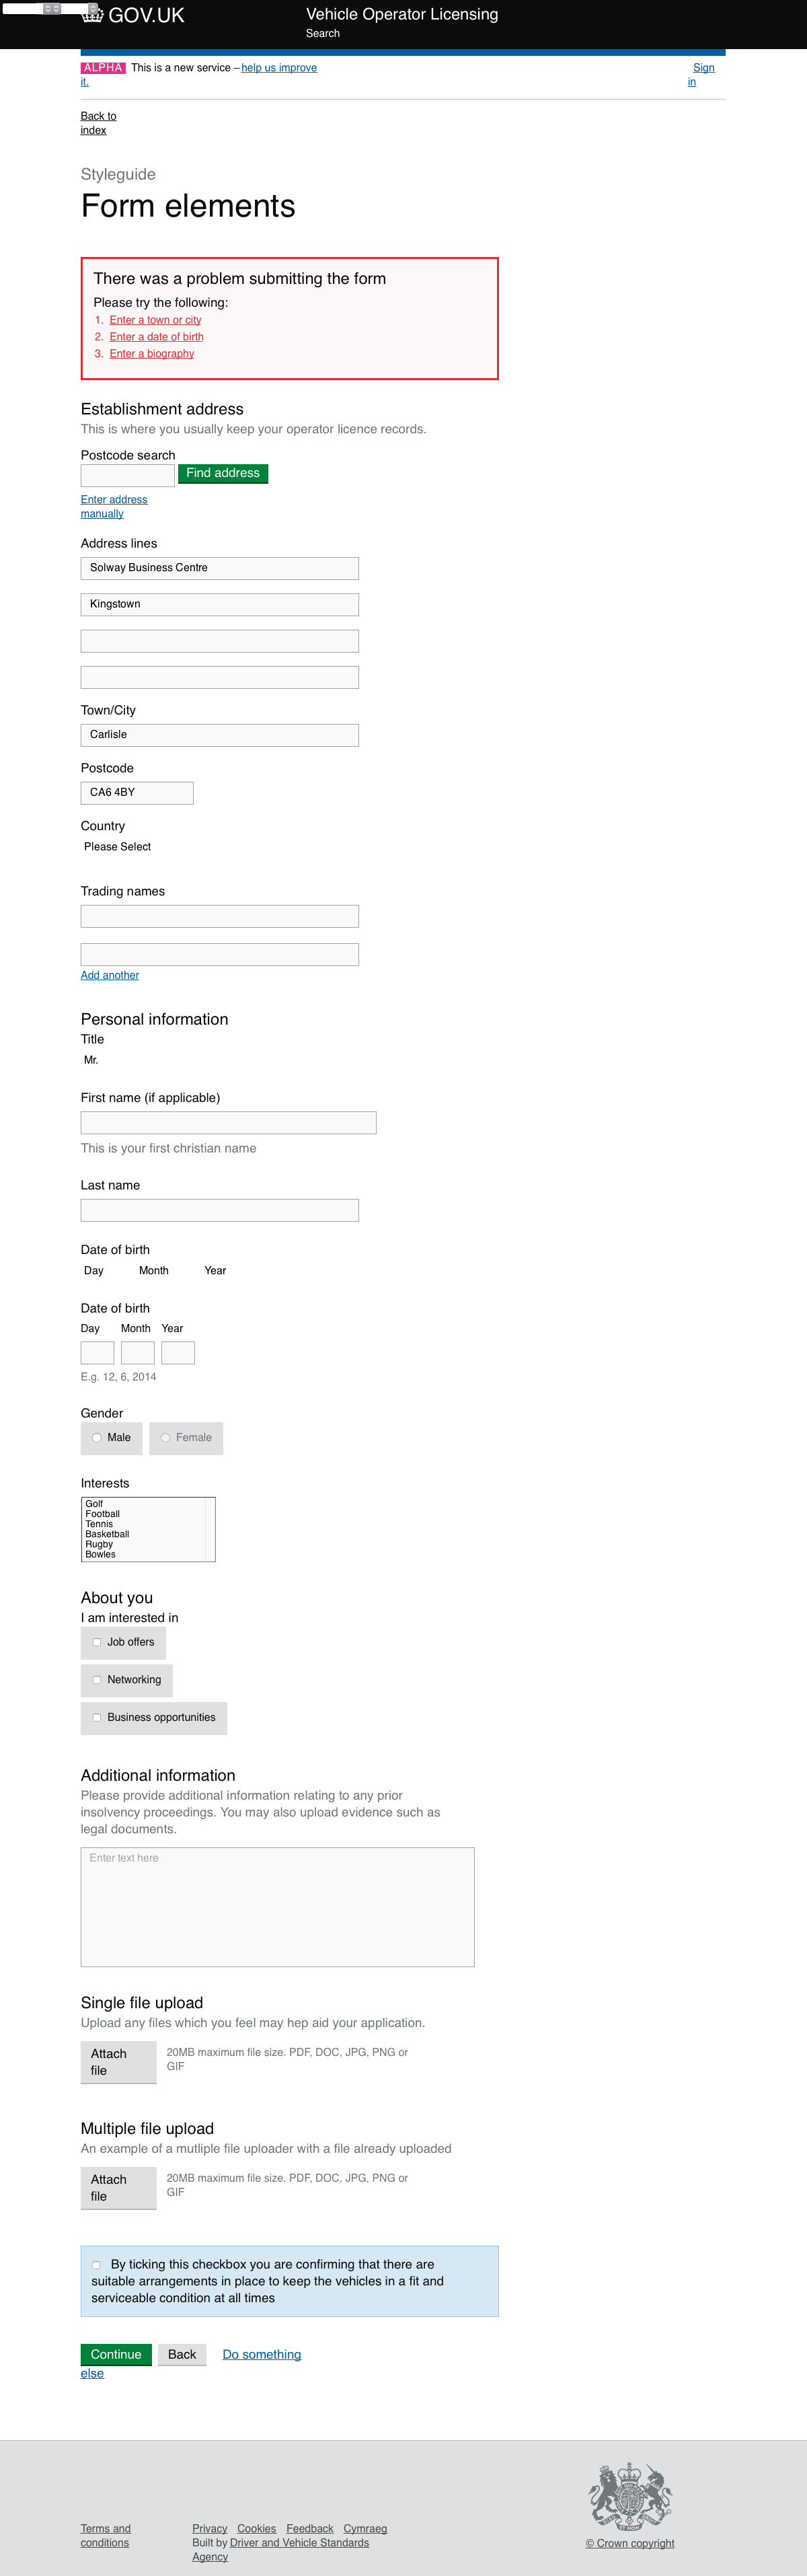 GOV.UK
Vehicle Operator Licensing
Search
ALPHA This is a new service – help us improve
it.
Sign
in
Back to
index
Styleguide
Form elements
There was a problem submitting the form
Please try the following:
1. Enter a town or city
2. Enter a date of birth
3. Enter a biography
Establishment address
This is where you usually keep your operator licence records.
Postcode search
Find address
Enter address
manually
Address lines
Solway Business Centre
Kingstown
Town/City
Carlisle
Postcode
CA6 4BY
Country
Please Select
Trading names
Add another
Personal information
Title
Mr.
First name (if applicable)
This is your first christian name
Last name
Date of birth
Day Month Year
Date of birth
Day Month Year
E.g. 12, 6, 2014
Gender
Male Female
Interests
Golf
Football
Tennis
Basketball
Rugby
Bowles
About you
I am interested in
Job offers
Networking
Business opportunities
Additional information
Please provide additional information relating to any prior
insolvency proceedings. You may also upload evidence such as
legal documents.
Enter text here
Single file upload
Upload any files which you feel may hep aid your application.
Attach
file
20MB maximum file size. PDF, DOC, JPG, PNG or
GIF
Multiple file upload
An example of a mutliple file uploader with a file already uploaded
Attach
file
20MB maximum file size. PDF, DOC, JPG, PNG or
GIF
By ticking this checkbox you are confirming that there are
suitable arrangements in place to keep the vehicles in a fit and
serviceable condition at all times
Continue Back Do something
else
Terms and
conditions
Privacy Cookies Feedback Cymraeg
Built by Driver and Vehicle Standards
Agency
© Crown copyright